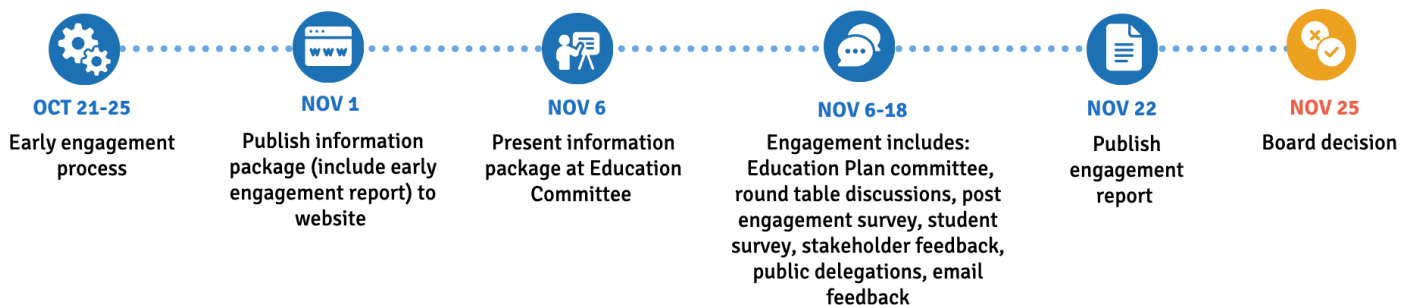 www
OCT 21-25
Early engagement
process
NOV 1
Publish information
package (include early
engagement report) to
website
NOV 6
Present information
package at Education
Committee
NOV 6-18
Engagement includes:
Education Plan committee,
round table discussions, post
engagement survey, student
survey, stakeholder feedback,
public delegations, email
feedback
NOV 22
Publish
engagement
report
NOV 25
Board decision